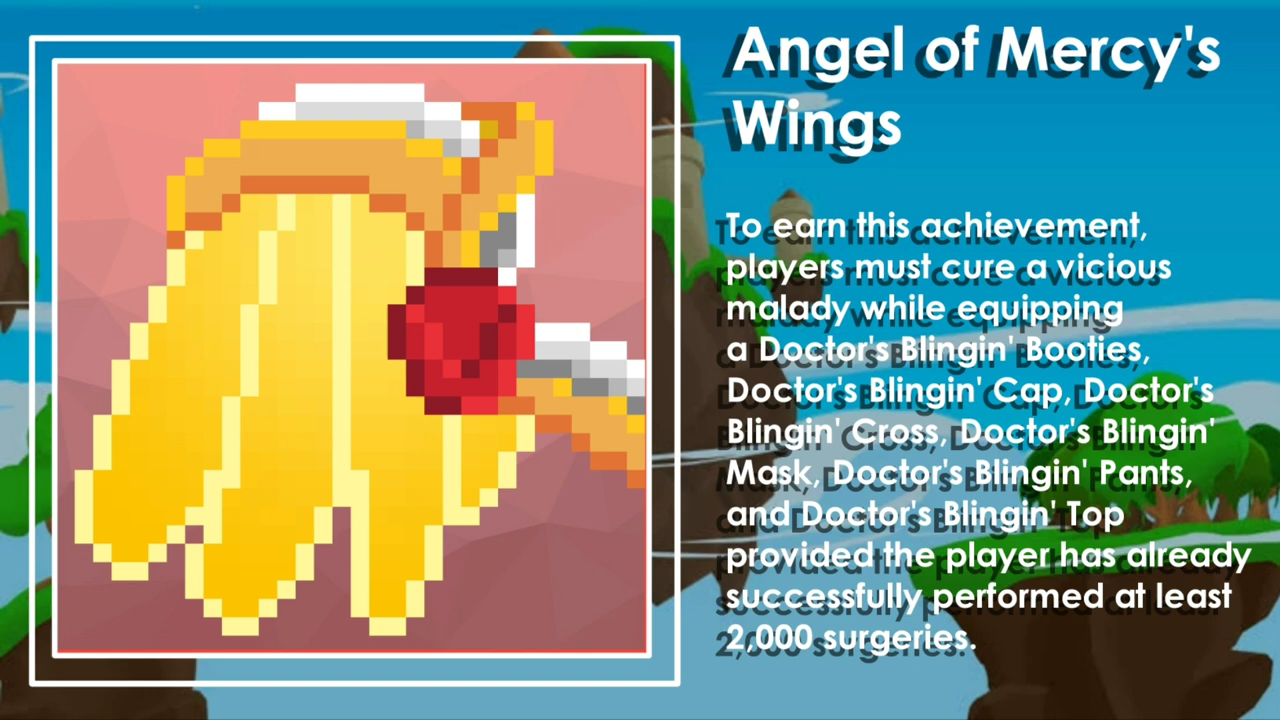 Angel of Mercy's
Wings
To earn this achievement,
players must cure a vicious
malady while equipping
a Doctor's Blingin' Booties,
Doctor's Blingin' Cap, Doctor's
Blingin' Cross, Doctor's Blingin'
Mask, Doctor's Blingin' Pants,
and Doctor's Blingin' Top
provided the player has already
successfully performed at least
2,000 surgeries.